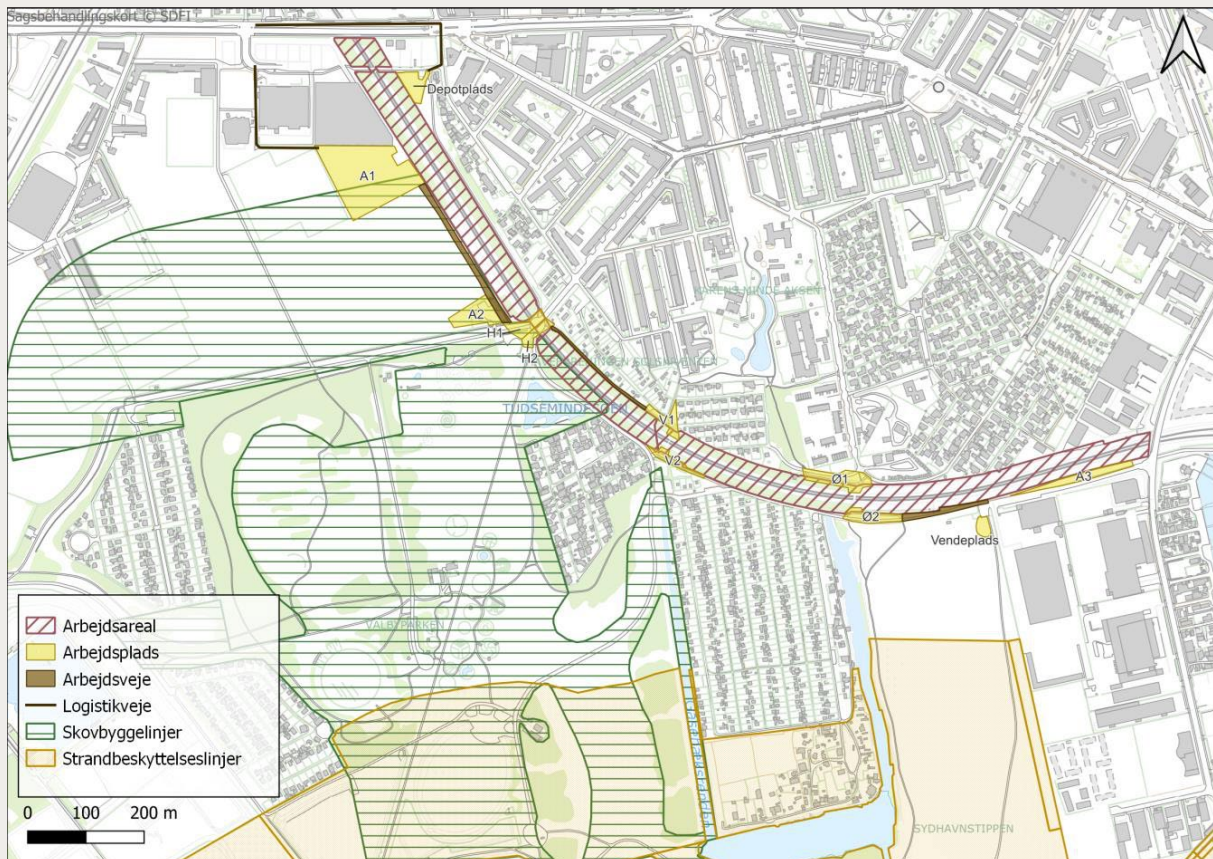 Sagsbehandlingskort © SDFI
Depotplads
A1
A2
H1
H2
V1
V2
Ø1
Ø2
A3
Vendeplads
TUDSEMINDESØEN
VALBYPARKEN
SYDHAVNSTIPPEN
Arbejdsareal
Arbejdsplads
Arbejdsveje
Logistikveje
Skovbyggelinjer
Strandbeskyttelseslinjer
0 100 200 m